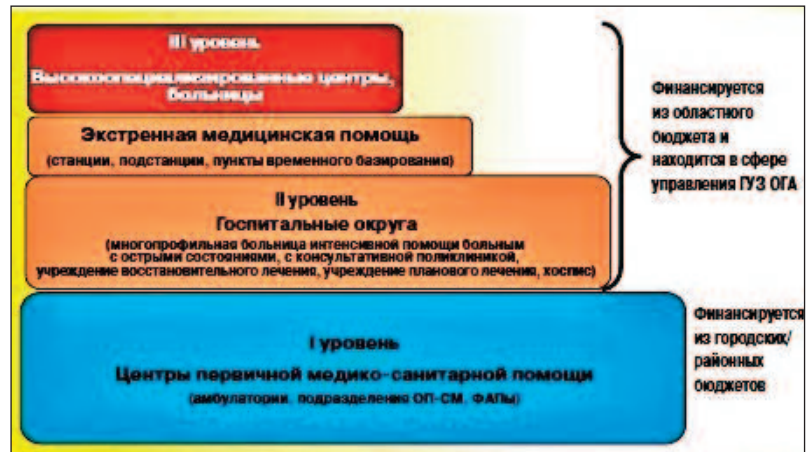 III уровень
Высокоспециализированные центры,
больницы
Экстренная медицинская помощь
(станции, подстанции, пункты временного базирования)
II уровень
Госпитальные округа
(многопрофильная больница интенсивной помощи больным
с острыми состояниями, с консультативной поликлиникой,
учреждение восстановительного лечения, учреждение планового лечения, хоспис)
Финансируется
из областного
бюджета и
находится в сфере
управления ГУЗ ОГА
I уровень
Центры первичной медико-санитарной помощи
(амбулатории, подразделения ОП-СМ, ФАПы)
Финансируется
из городских/
районных
бюджетов